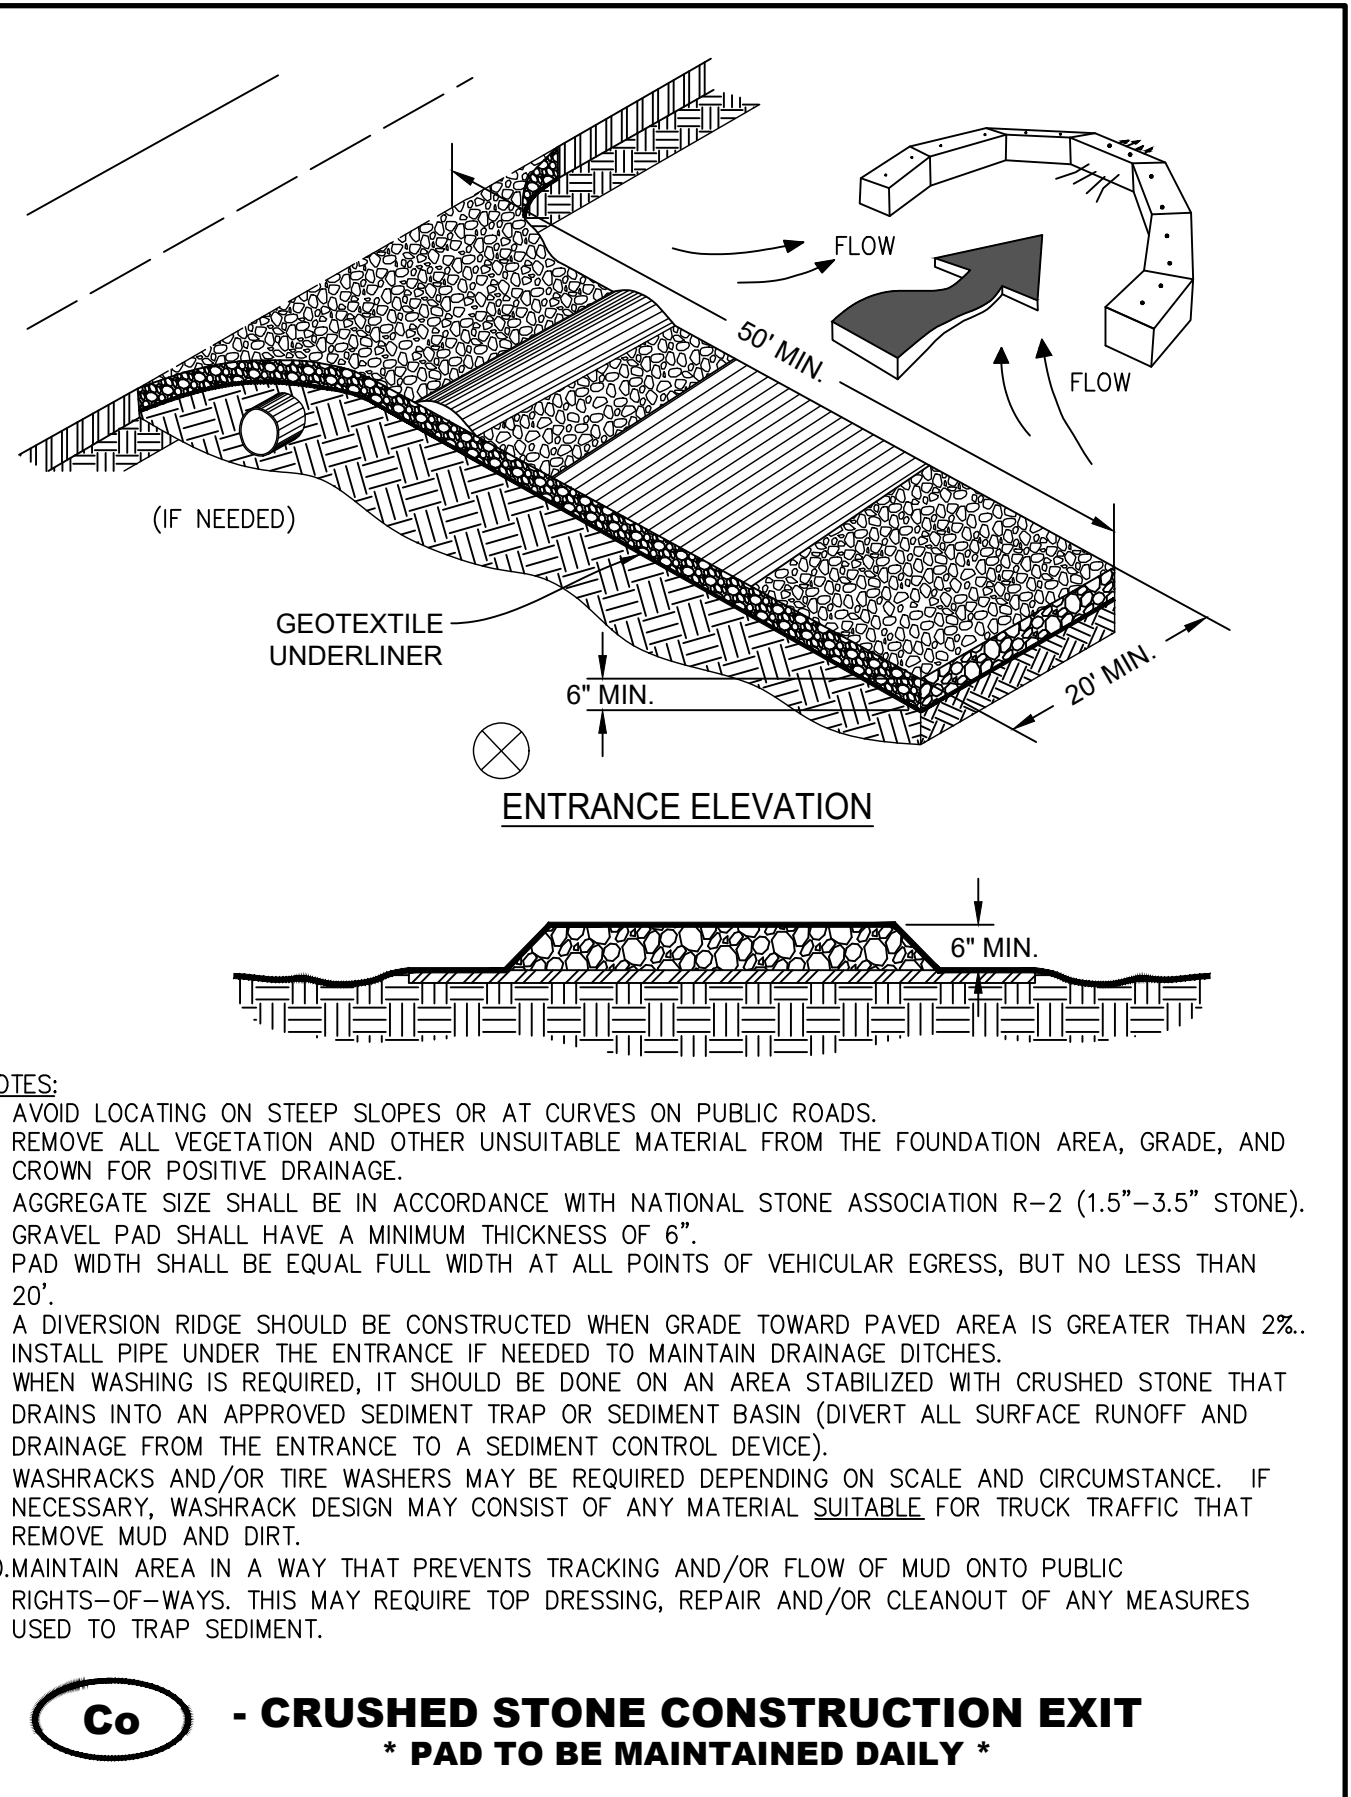 FLOW
50' MIN.
FLOW
(IF NEEDED)
GEOTEXTILE
UNDERLINER
6" MIN.
20' MIN.
ENTRANCE ELEVATION
6" MIN.
OTES:
AVOID LOCATING ON STEEP SLOPES OR AT CURVES ON PUBLIC ROADS.
REMOVE ALL VEGETATION AND OTHER UNSUITABLE MATERIAL FROM THE FOUNDATION AREA, GRADE, AND
CROWN FOR POSITIVE DRAINAGE.
AGGREGATE SIZE SHALL BE IN ACCORDANCE WITH NATIONAL STONE ASSOCIATION R-2 (1.5"-3.5" STONE).
GRAVEL PAD SHALL HAVE A MINIMUM THICKNESS OF 6".
PAD WIDTH SHALL BE EQUAL FULL WIDTH AT ALL POINTS OF VEHICULAR EGRESS, BUT NO LESS THAN
20'.
A DIVERSION RIDGE SHOULD BE CONSTRUCTED WHEN GRADE TOWARD PAVED AREA IS GREATER THAN 2%..
INSTALL PIPE UNDER THE ENTRANCE IF NEEDED TO MAINTAIN DRAINAGE DITCHES.
WHEN WASHING IS REQUIRED, IT SHOULD BE DONE ON AN AREA STABILIZED WITH CRUSHED STONE THAT
DRAINS INTO AN APPROVED SEDIMENT TRAP OR SEDIMENT BASIN (DIVERT ALL SURFACE RUNOFF AND
DRAINAGE FROM THE ENTRANCE TO A SEDIMENT CONTROL DEVICE).
WASHRACKS AND/OR TIRE WASHERS MAY BE REQUIRED DEPENDING ON SCALE AND CIRCUMSTANCE. IF
NECESSARY, WASHRACK DESIGN MAY CONSIST OF ANY MATERIAL SUITABLE FOR TRUCK TRAFFIC THAT
REMOVE MUD AND DIRT.
.MAINTAIN AREA IN A WAY THAT PREVENTS TRACKING AND/OR FLOW OF MUD ONTO PUBLIC
RIGHTS-OF-WAYS. THIS MAY REQUIRE TOP DRESSING, REPAIR AND/OR CLEANOUT OF ANY MEASURES
USED TO TRAP SEDIMENT.
Co - CRUSHED STONE CONSTRUCTION EXIT
* PAD TO BE MAINTAINED DAILY *